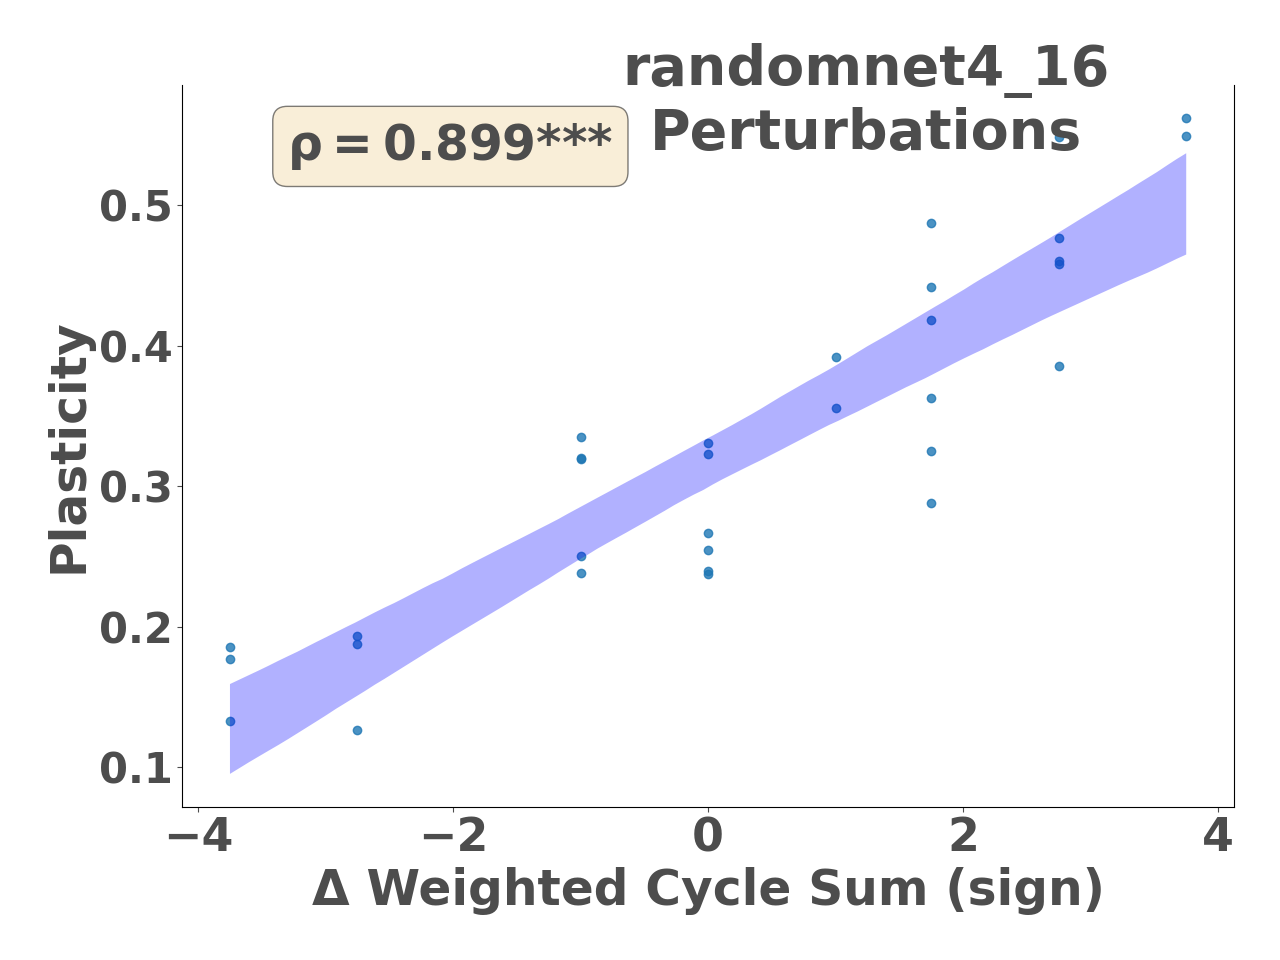 randomnet4_16
Perturbations
ρ = 0.899***
0.5
0.4
0.3
0.2
0.1
Plasticity
−4
−2
0
2
4
Δ Weighted Cycle Sum (sign)